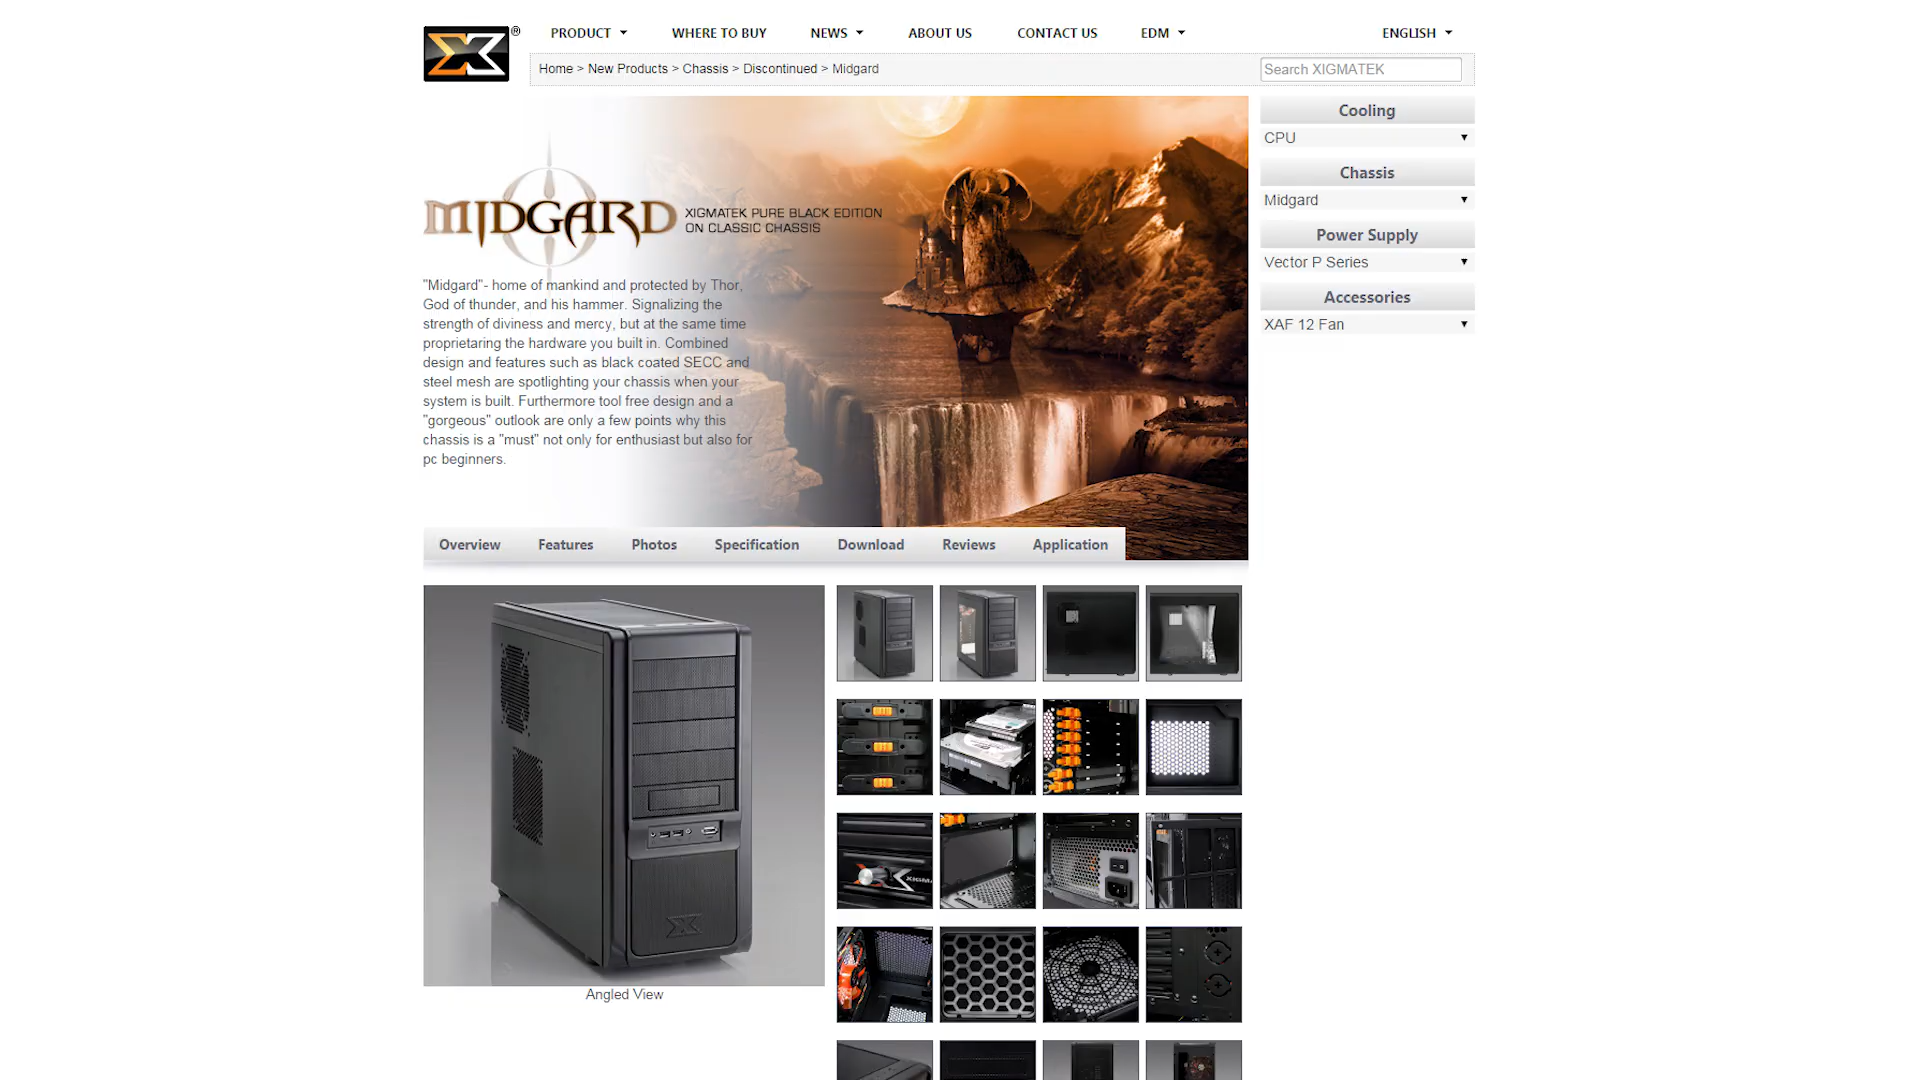 PRODUCT
WHERE TO BUY
NEWS
ABOUT US
CONTACT US
EDM
ENGLISH
Home > New Products > Chassis > Discontinued > Midgard
Search XIGMATEK
MIDGARD
XIGMATEK PURE BLACK EDITION
ON CLASSIC CHASSIS
"Midgard"- home of mankind and protected by Thor,
God of thunder, and his hammer. Signalizing the
strength of diviness and mercy, but at the same time
proprietaring the hardware you built in. Combined
design and features such as black coated SECC and
steel mesh are spotlighting your chassis when your
system is built. Furthermore tool free design and a
"gorgeous" outlook are only a few points why this
chassis is a "must" not only for enthusiast but also for
pc beginners.
Cooling
CPU
Chassis
Midgard
Power Supply
Vector P Series
Accessories
XAF 12 Fan
Overview
Features
Photos
Specification
Download
Reviews
Application
Angled View